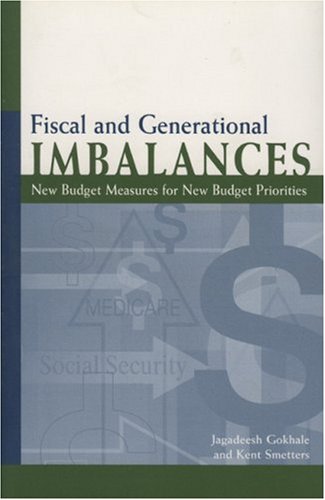 Fiscal and Generational
IMBALANCES
New Budget Measures for New Budget Priorities
$
$
$
$
MEDICARE
Social Security
Jagadeesh Gokhale
and Kent Smetters